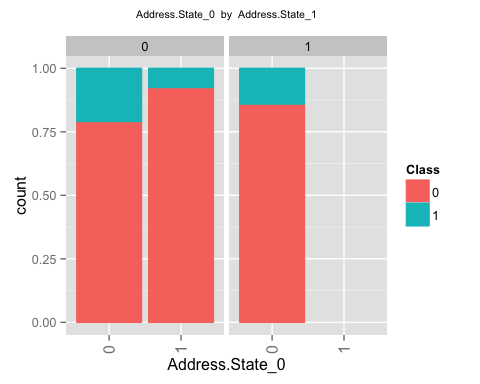 Address.State_0 by Address.State_1
0 1
1.00
0.75
0.50
0.25
0.00
count
0 1 0 1
Address.State_0
Class
0
1